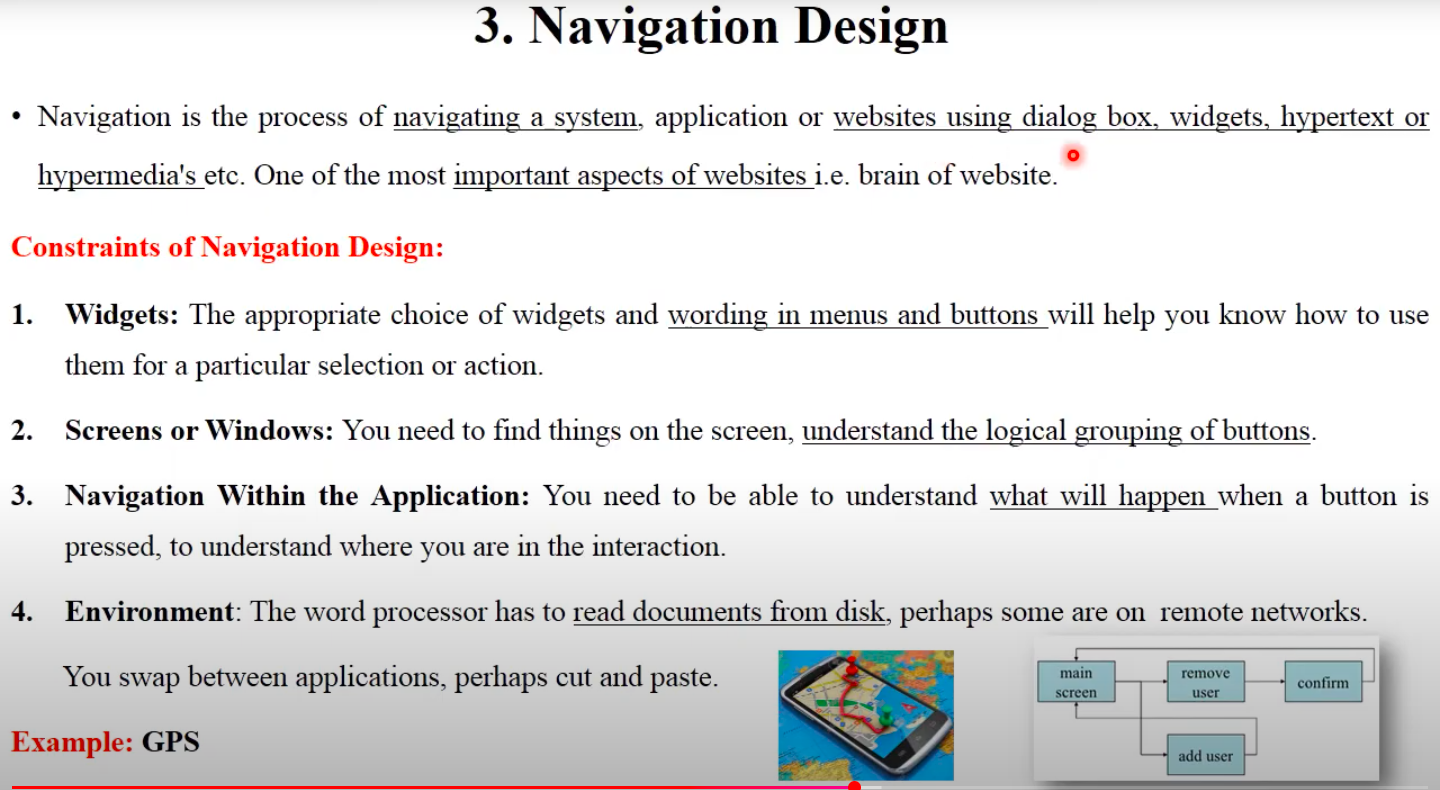 3. Navigation Design
• Navigation is the process of navigating a system, application or websites using dialog box, widgets, hypertext or
hypermedia's etc. One of the most important aspects of websites i.e. brain of website.
Constraints of Navigation Design:
1. Widgets: The appropriate choice of widgets and wording in menus and buttons will help you know how to use
them for a particular selection or action.
2. Screens or Windows: You need to find things on the screen, understand the logical grouping of buttons.
3. Navigation Within the Application: You need to be able to understand what will happen when a button is
pressed, to understand where you are in the interaction.
4. Environment: The word processor has to read documents from disk, perhaps some are on remote networks.
You swap between applications, perhaps cut and paste.
Example: GPS
main
screen
remove
user
confirm
add user